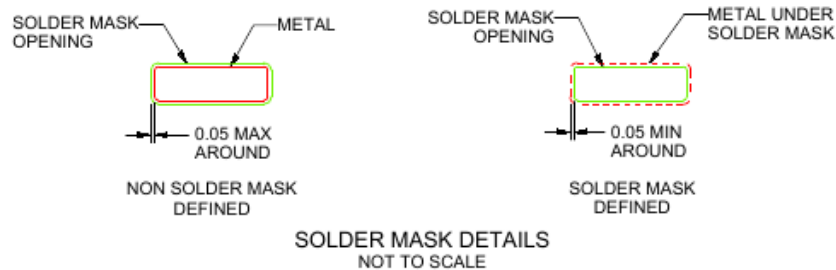 SOLDER MASK
OPENING
METAL
0.05 MAX
AROUND
NON SOLDER MASK
DEFINED
SOLDER MASK
OPENING
METAL UNDER
SOLDER MASK
0.05 MIN
AROUND
SOLDER MASK
DEFINED
SOLDER MASK DETAILS
NOT TO SCALE